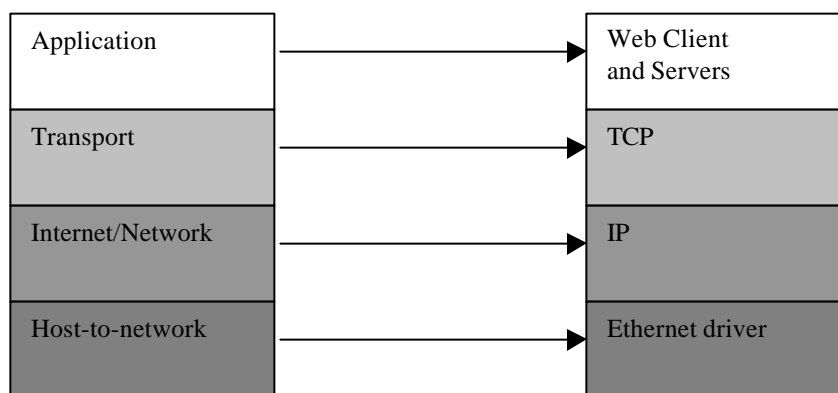 Application
Web Client
and Servers
Transport
TCP
Internet/Network
IP
Host-to-network
Ethernet driver